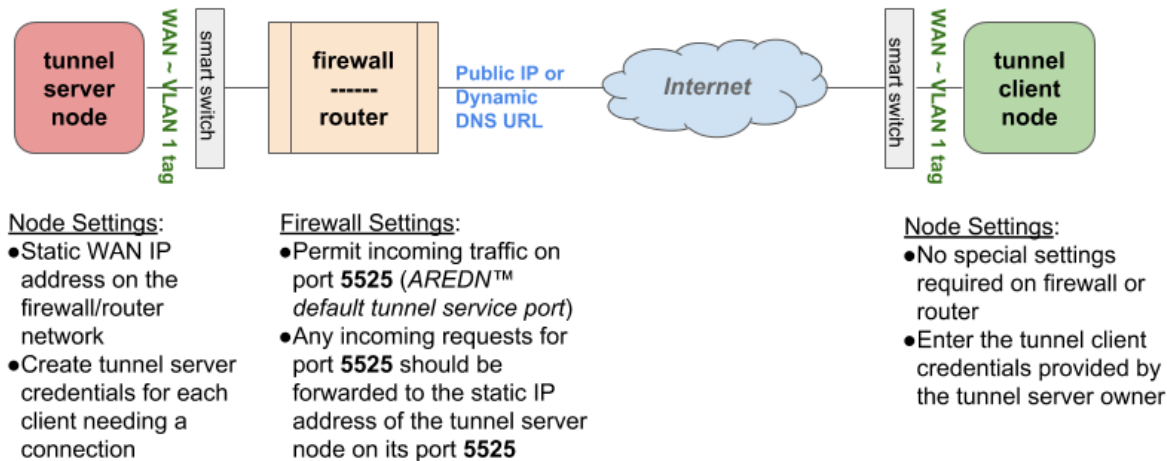 tunnel
server
node
WAN ~ VLAN 1 tag
smart switch
firewall
------
router
Public IP or
Dynamic
DNS URL
Internet
smart switch
WAN ~ VLAN 1 tag
tunnel
client
node
Node Settings:
●Static WAN IP
address on the
firewall/router
network
●Create tunnel server
credentials for each
client needing a
connection
Firewall Settings:
●Permit incoming traffic on
port 5525 (AREDN™
default tunnel service port)
●Any incoming requests for
port 5525 should be
forwarded to the static IP
address of the tunnel server
node on its port 5525
Node Settings:
●No special settings
required on firewall or
router
●Enter the tunnel client
credentials provided by
the tunnel server owner